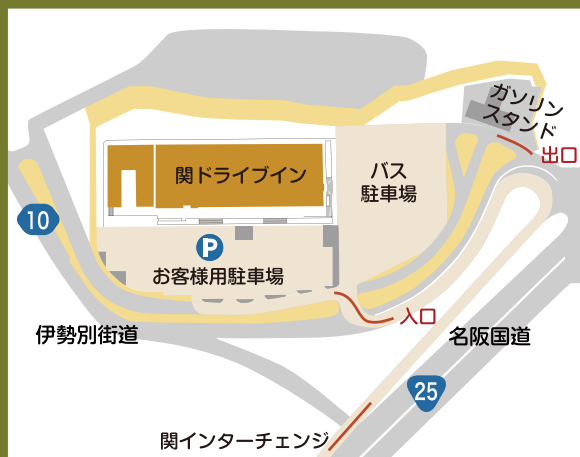 ガソリン
スタンド
出口
関ドライブイン
バス
駐車場
10
P
お客様用駐車場
入口
伊勢別街道
名阪国道
25
関インターチェンジ